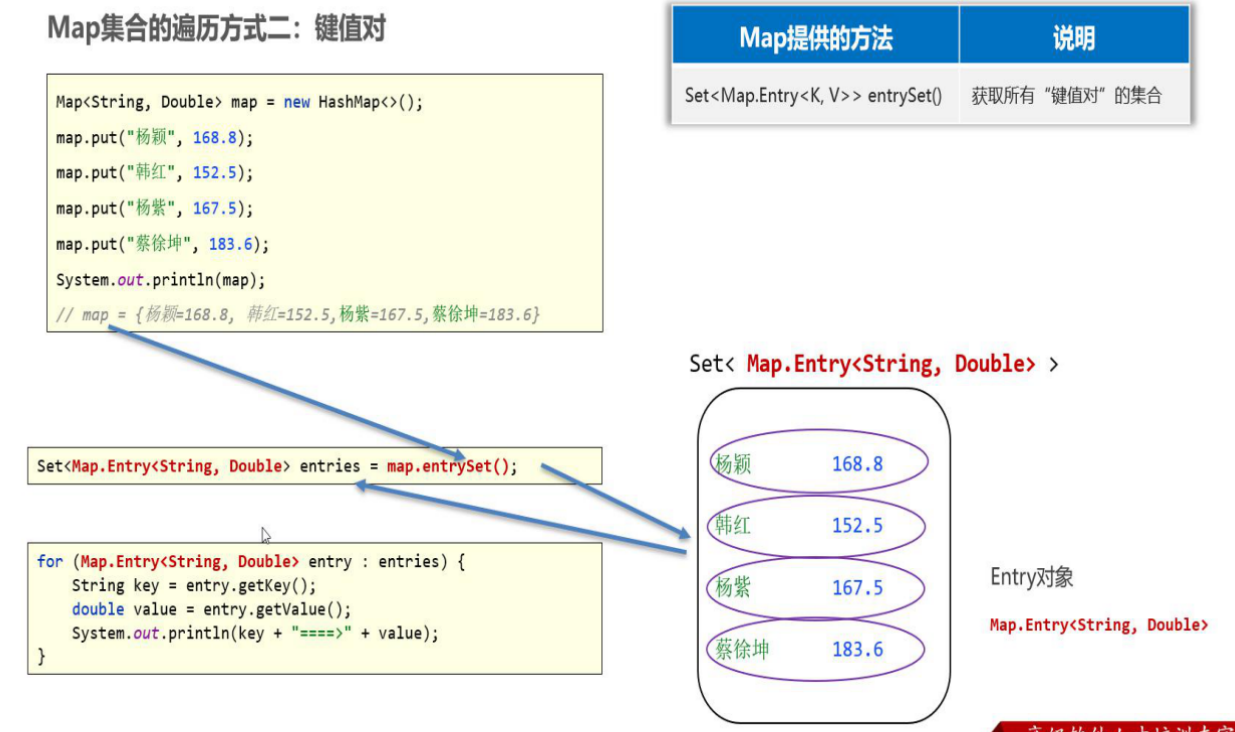 Map集合的遍历方式二：键值对
Map提供的方法 说明
Set<Map.Entry<K, V>> entrySet() 获取所有“键值对”的集合
Map<String, Double> map = new HashMap<>();
map.put("杨颖", 168.8);
map.put("韩红", 152.5);
map.put("杨紫", 167.5);
map.put("蔡徐坤", 183.6);
System.out.println(map);
// map = {杨颖=168.8, 韩红=152.5,杨紫=167.5,蔡徐坤=183.6}
Set<Map.Entry<String, Double> entries = map.entrySet();
for (Map.Entry<String, Double> entry : entries) {
String key = entry.getKey();
double value = entry.getValue();
System.out.println(key + "====>" + value);
}
Set< Map.Entry<String, Double> >
杨颖 168.8
韩红 152.5
杨紫 167.5
蔡徐坤 183.6
Entry对象
Map.Entry<String, Double>